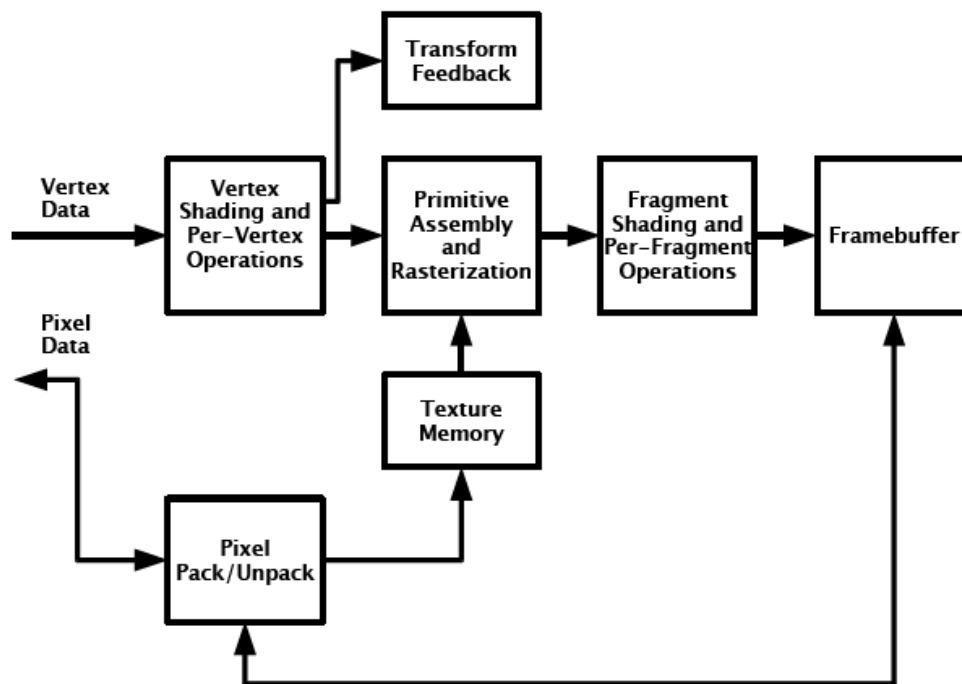 Transform
Feedback
Vertex
Data
Vertex
Shading and
Per-Vertex
Operations
Primitive
Assembly
and
Rasterization
Fragment
Shading and
Per-Fragment
Operations
Framebuffer
Pixel
Data
Texture
Memory
Pixel
Pack/Unpack